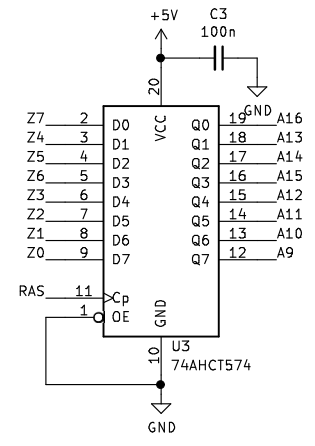 +5V
C3
100n
20
VCC
GND
Z7 2 D0 Q0 19 A16
Z4 3 D1 Q1 18 A13
Z5 4 D2 Q2 17 A14
Z6 5 D3 Q3 16 A15
Z3 6 D4 Q4 15 A12
Z2 7 D5 Q5 14 A11
Z1 8 D6 Q6 13 A10
Z0 9 D7 Q7 12 A9
RAS 11 Cp
1 OE
GND
10
U3
74AHCT574
GND